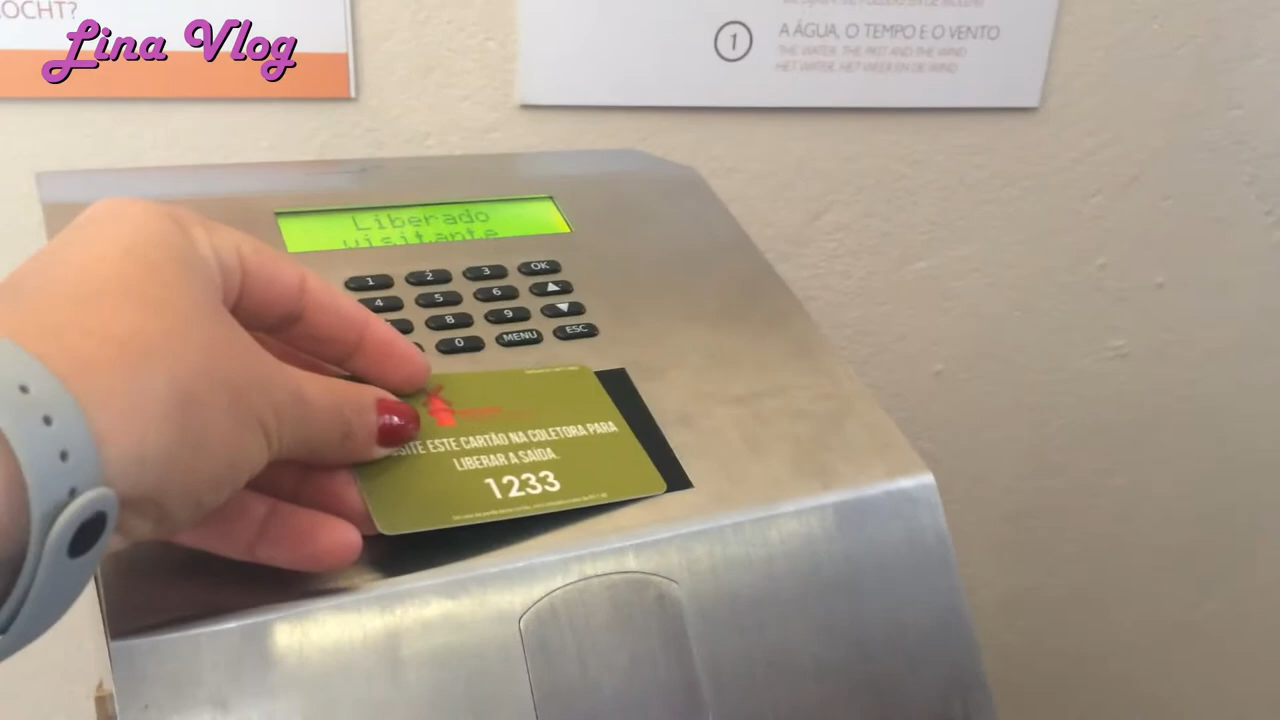 OCHT?
Lina Vlog
1
A ÁGUA, O TEMPO E O VENTO
THE WATER, THE PAST AND THE WIND
HET WATER, HET WEER EN DE WIND
Liberado
visitante
1 2 3 OK
4 5 6
8 9
0 MENU ESC
SITE ESTE CARTÃO NA COLETORA PARA
LIBERAR A SAÍDA.
1233